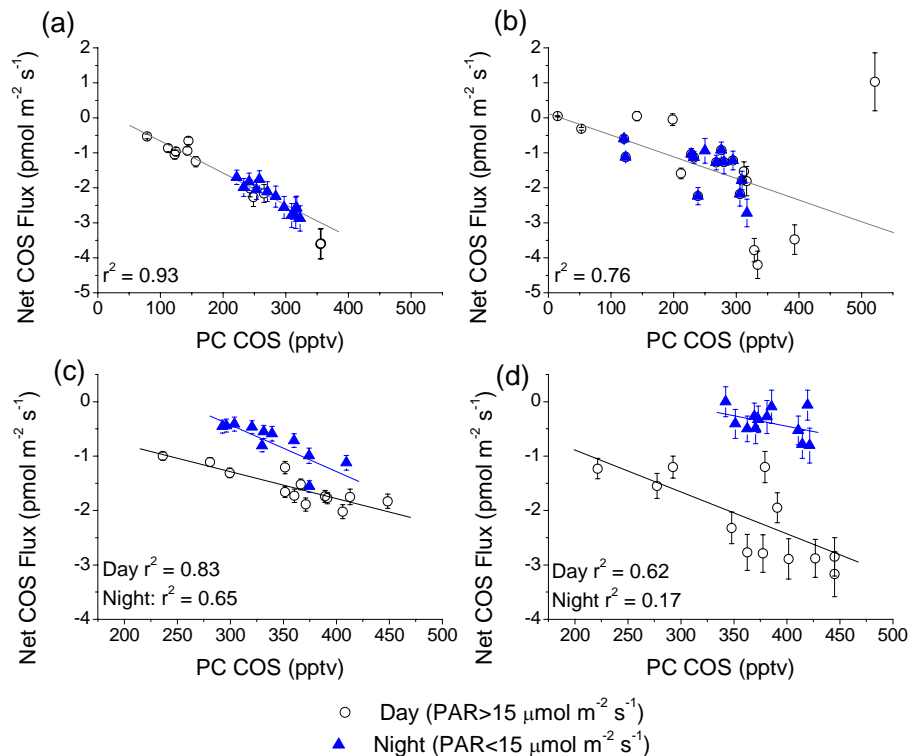 (a)
(b)
Net COS Flux (pmol m⁻² s⁻¹)
2
1
0
-1
-2
-3
-4
-5
r² = 0.93
0 100 200 300 400 500
PC COS (pptv)
Net COS Flux (pmol m⁻² s⁻¹)
2
1
0
-1
-2
-3
-4
-5
r² = 0.76
0 100 200 300 400 500
PC COS (pptv)
(c)
(d)
Net COS Flux (pmol m⁻² s⁻¹)
0
-1
-2
-3
-4
Day r² = 0.83
Night: r² = 0.65
200 250 300 350 400 450 500
PC COS (pptv)
Net COS Flux (pmol m⁻² s⁻¹)
0
-1
-2
-3
-4
Day r² = 0.62
Night r² = 0.17
200 250 300 350 400 450 500
PC COS (pptv)
Day (PAR>15 μmol m⁻² s⁻¹)
Night (PAR<15 μmol m⁻² s⁻¹)